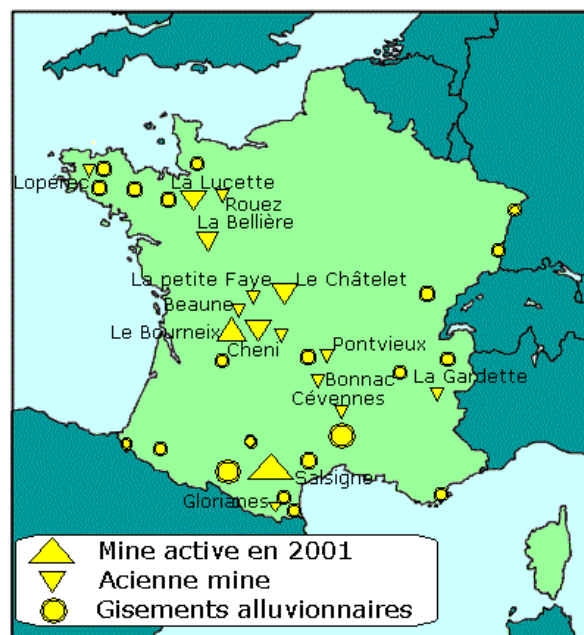 Lopérec
La Lucette
Rouez
La Bellière
La petite Faye
Le Châtelet
Beaune
Le Bourneix
Cheni
Pontvieux
Bonnac
La Gardette
Cévennes
Salsigne
Glorianes
Mine active en 2001
Acienne mine
Gisements alluvionnaires